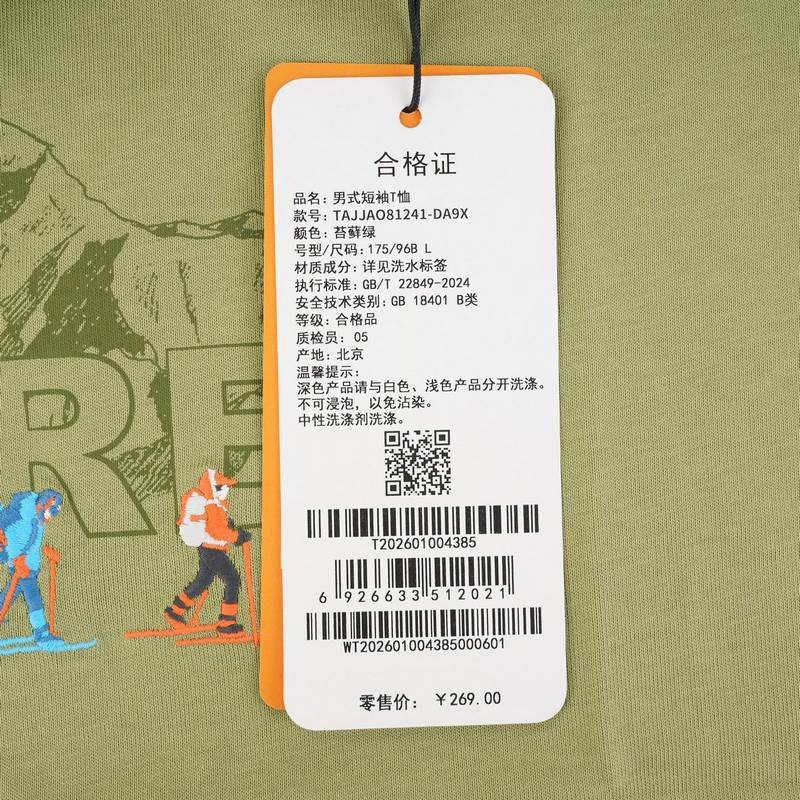 合格证
品名: 男式短袖T恤
款号: TAJJAO81241-DA9X
颜色: 苔藓绿
号型/尺码: 175/96B L
材质成分: 详见洗水标签
执行标准: GB/T 22849-2024
安全技术类别: GB 18401 B类
等级: 合格品
质检员: 05
产地: 北京
温馨提示:
深色产品请与白色、浅色产品分开洗涤。
不可浸泡，以免沾染。
中性洗涤剂洗涤。
T202601004385
6 926633 512021
WT202601004385000601
零售价: ￥269.00
RE